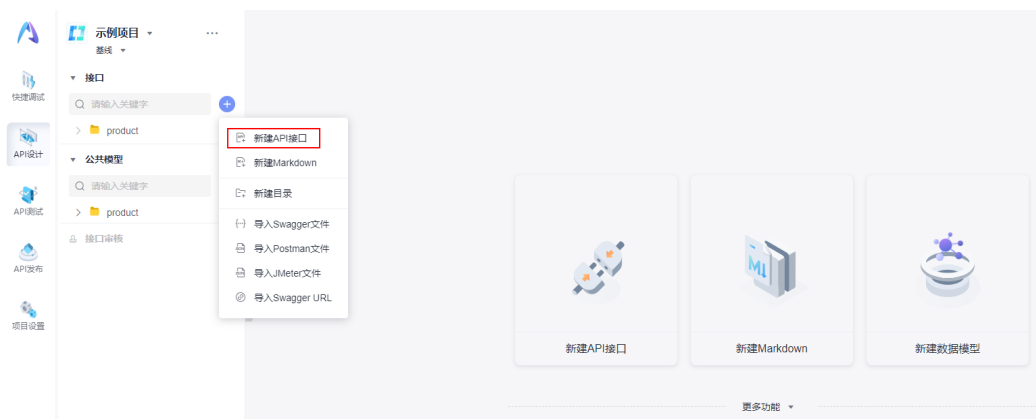 示例项目
基线
接口
请输入关键字
product
公共模型
请输入关键字
product
接口审核
快捷调试
API设计
API测试
API发布
项目设置
新建API接口
新建Markdown
新建目录
导入Swagger文件
导入Postman文件
导入JMeter文件
导入Swagger URL
新建API接口
新建Markdown
新建数据模型
更多功能